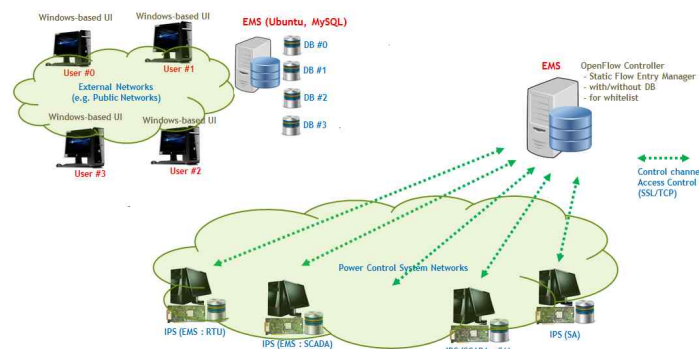 Windows-based UI
Windows-based UI
EMS (Ubuntu, MySQL)
DB #0
DB #1
DB #2
DB #3
User #0
User #1
External Networks
(e.g. Public Networks)
Windows-based UI
Windows-based UI
User #3
User #2
EMS
OpenFlow Controller
- Static Flow Entry Manager
- with/without DB
- for whitelist
Control channe
Access Control
(SSL/TCP)
Power Control System Networks
IPS (EMS : RTU)
IPS (EMS : SCADA)
IPS (SA)